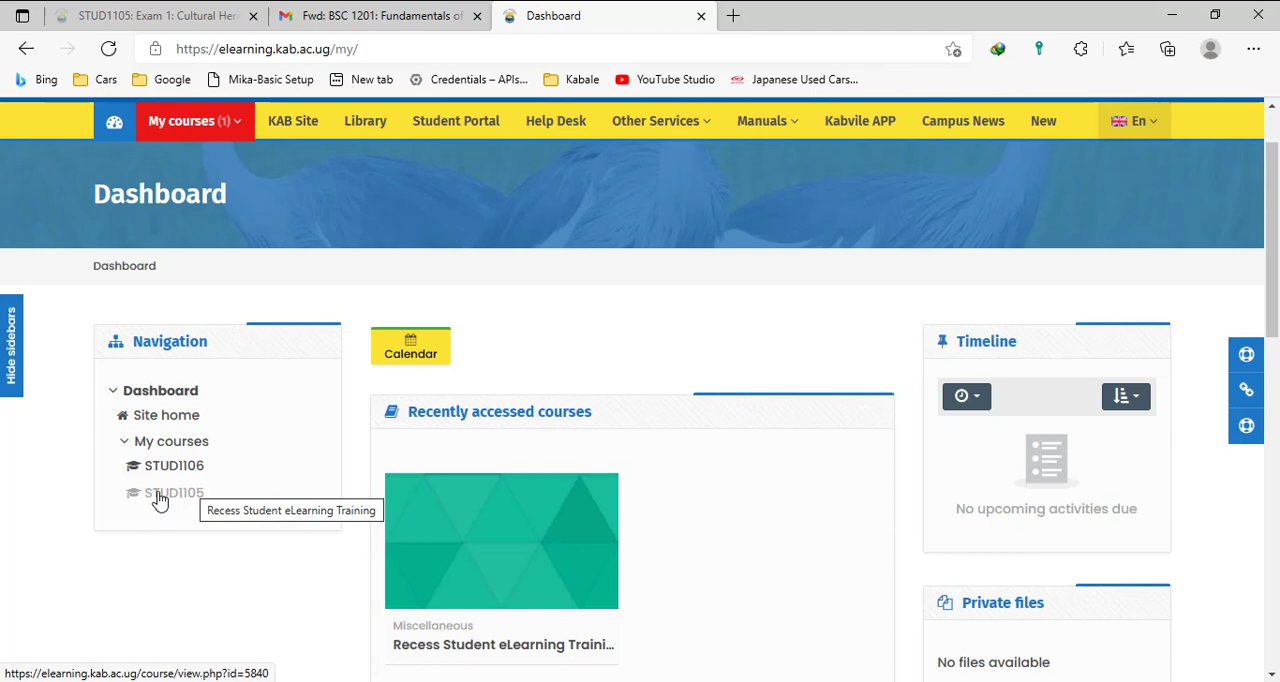 STUD1105: Exam 1: Cultural Her
Fwd: BSC 1201: Fundamentals of
Dashboard
https://elearning.kab.ac.ug/my/
Bing
Cars
Google
Mika-Basic Setup
New tab
Credentials – APIs...
Kabale
YouTube Studio
Japanese Used Cars...
My courses (1)
KAB Site
Library
Student Portal
Help Desk
Other Services
Manuals
Kabvile APP
Campus News
New
En
Dashboard
Dashboard
Hide sidebars
Navigation
Dashboard
Site home
My courses
STUD1106
STUD1105
Recess Student eLearning Training
Calendar
Recently accessed courses
Miscellaneous
Recess Student eLearning Traini...
Timeline
No upcoming activities due
Private files
No files available
https://elearning.kab.ac.ug/course/view.php?id=5840